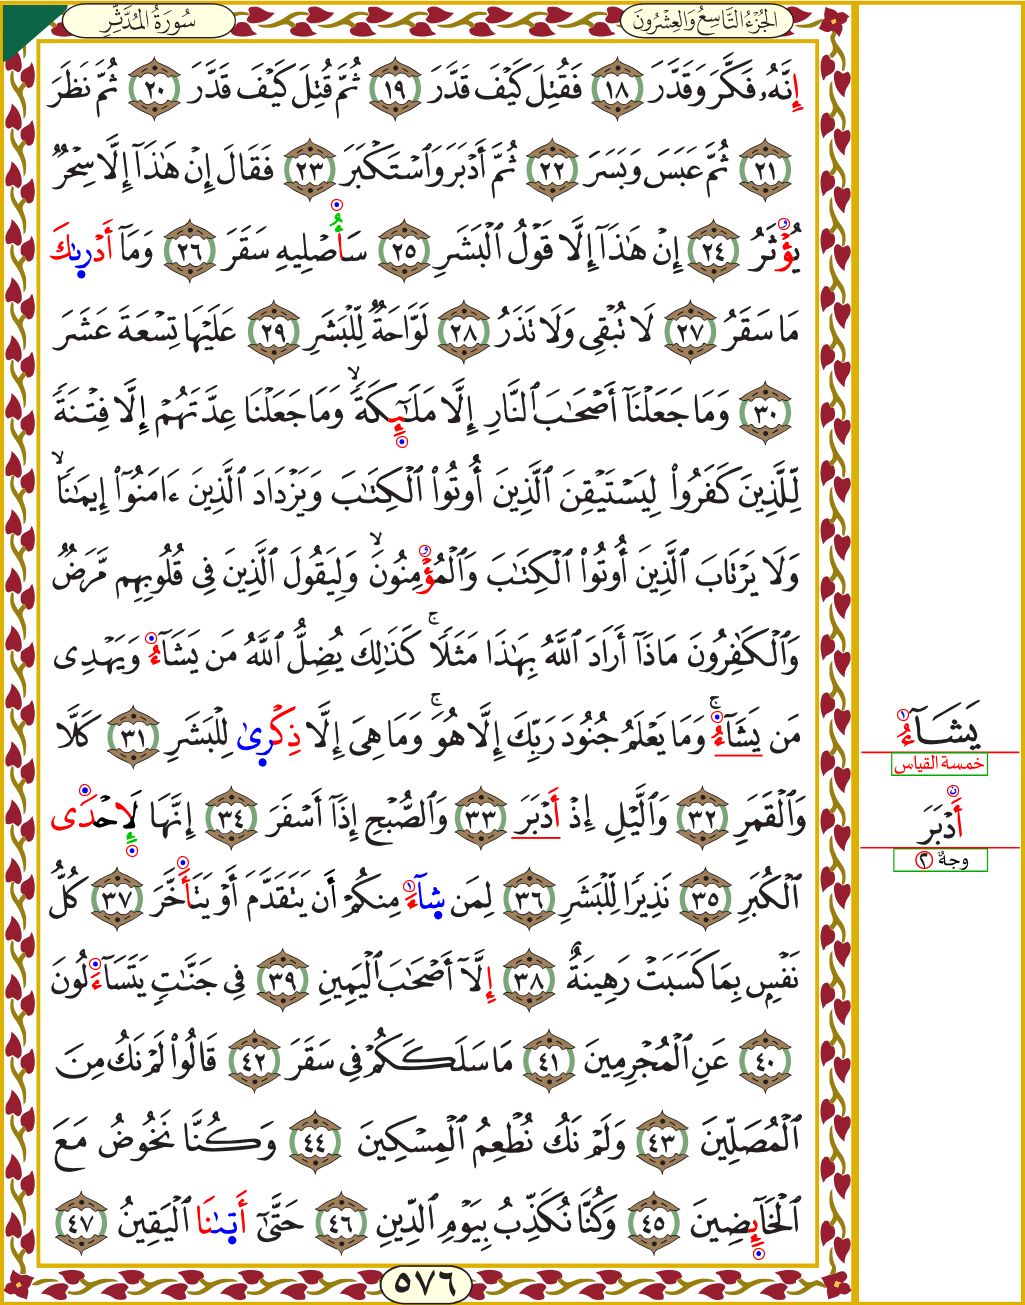 سُورَةُ المُدَّثِّرِ
الجُزْءُ التَّاسِعُ وَالعِشْرُونَ
إِنَّهُۥ فَكَّرَ وَقَدَّرَ ١٨ فَقُتِلَ كَيْفَ قَدَّرَ ١٩ ثُمَّ قُتِلَ كَيْفَ قَدَّرَ ٢٠ ثُمَّ نَظَرَ
٢١ ثُمَّ عَبَسَ وَبَسَرَ ٢٢ ثُمَّ أَدْبَرَ وَٱسْتَكْبَرَ ٢٣ فَقَالَ إِنْ هَٰذَآ إِلَّا سِحْرٌ
يُؤْثَرُ ٢٤ إِنْ هَٰذَآ إِلَّا قَوْلُ ٱلْبَشَرِ ٢٥ سَأُصْلِيهِ سَقَرَ ٢٦ وَمَآ أَدْرِىٰكَ
مَا سَقَرُ ٢٧ لَا تُبْقِى وَلَا تَذَرُ ٢٨ لَوَّاحَةٌ لِّلْبَشَرِ ٢٩ عَلَيْهَا تِسْعَةَ عَشَرَ
٣٠ وَمَا جَعَلْنَآ أَصْحَٰبَ ٱلنَّارِ إِلَّا مَلَٰٓئِكَةً ۙ وَمَا جَعَلْنَا عِدَّتَهُمْ إِلَّا فِتْنَةً
لِّلَّذِينَ كَفَرُوا۟ لِيَسْتَيْقِنَ ٱلَّذِينَ أُوتُوا۟ ٱلْكِتَٰبَ وَيَزْدَادَ ٱلَّذِينَ ءَامَنُوٓا۟ إِيمَٰنًا ۙ
وَلَا يَرْتَابَ ٱلَّذِينَ أُوتُوا۟ ٱلْكِتَٰبَ وَٱلْمُؤْمِنُونَ ۙ وَلِيَقُولَ ٱلَّذِينَ فِى قُلُوبِهِم مَّرَضٌ
وَٱلْكَٰفِرُونَ مَاذَآ أَرَادَ ٱللَّهُ بِهَٰذَا مَثَلًا ۚ كَذَٰلِكَ يُضِلُّ ٱللَّهُ مَن يَشَآءُ وَيَهْدِى
مَن يَشَآءُ ۚ وَمَا يَعْلَمُ جُنُودَ رَبِّكَ إِلَّا هُوَ ۚ وَمَا هِىَ إِلَّا ذِكْرِىٰ لِلْبَشَرِ ٣١ كَلَّا
وَٱلْقَمَرِ ٣٢ وَٱلَّيْلِ إِذْ أَدْبَرَ ٣٣ وَٱلصُّبْحِ إِذَآ أَسْفَرَ ٣٤ إِنَّهَا لَإِحْدَى
ٱلْكُبَرِ ٣٥ نَذِيرًا لِّلْبَشَرِ ٣٦ لِمَن شِآءَ مِنكُمْ أَن يَتَقَدَّمَ أَوْ يَتَأَخَّرَ ٣٧ كُلُّ
نَفْسٍۭ بِمَا كَسَبَتْ رَهِينَةٌ ٣٨ إِلَّآ أَصْحَٰبَ ٱلْيَمِينِ ٣٩ فِى جَنَّٰتٍ يَتَسَآءَلُونَ
٤٠ عَنِ ٱلْمُجْرِمِينَ ٤١ مَا سَلَكَكُمْ فِى سَقَرَ ٤٢ قَالُوا۟ لَمْ نَكُ مِنَ
ٱلْمُصَلِّينَ ٤٣ وَلَمْ نَكُ نُطْعِمُ ٱلْمِسْكِينَ ٤٤ وَكُنَّا نَخُوضُ مَعَ
ٱلْخَآئِضِينَ ٤٥ وَكُنَّا نُكَذِّبُ بِيَوْمِ ٱلدِّينِ ٤٦ حَتَّىٰٓ أَتِىٰنَا ٱلْيَقِينُ ٤٧
٥٧٦
يَشَآءُ ١
خمسة القياس
أَدْبَرَ ن
وجهٌ ٢